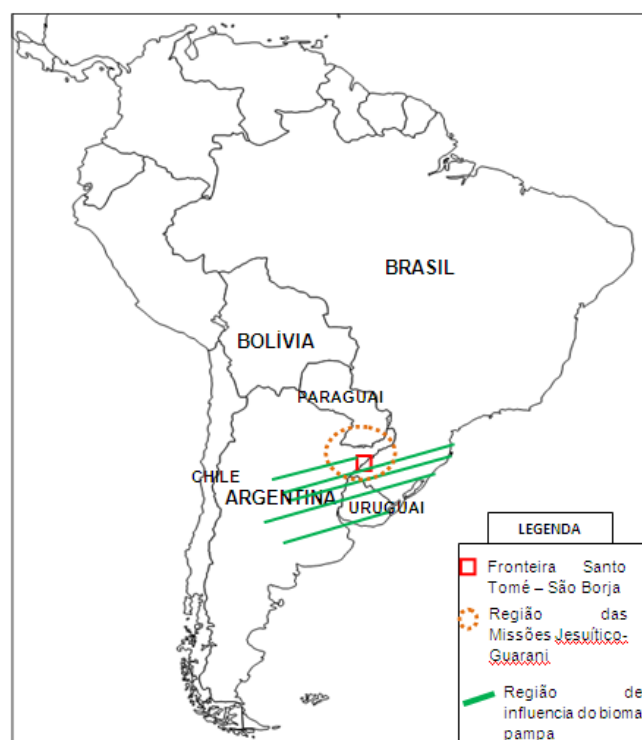 BRASIL
BOLÍVIA
PARAGUAI
CHILE
ARGENTINA
URUGUAI
LEGENDA
Fronteira Santo
Tomé – São Borja
Região das
Missões Jesuítico-
Guarani
Região de
influencia do bioma
pampa